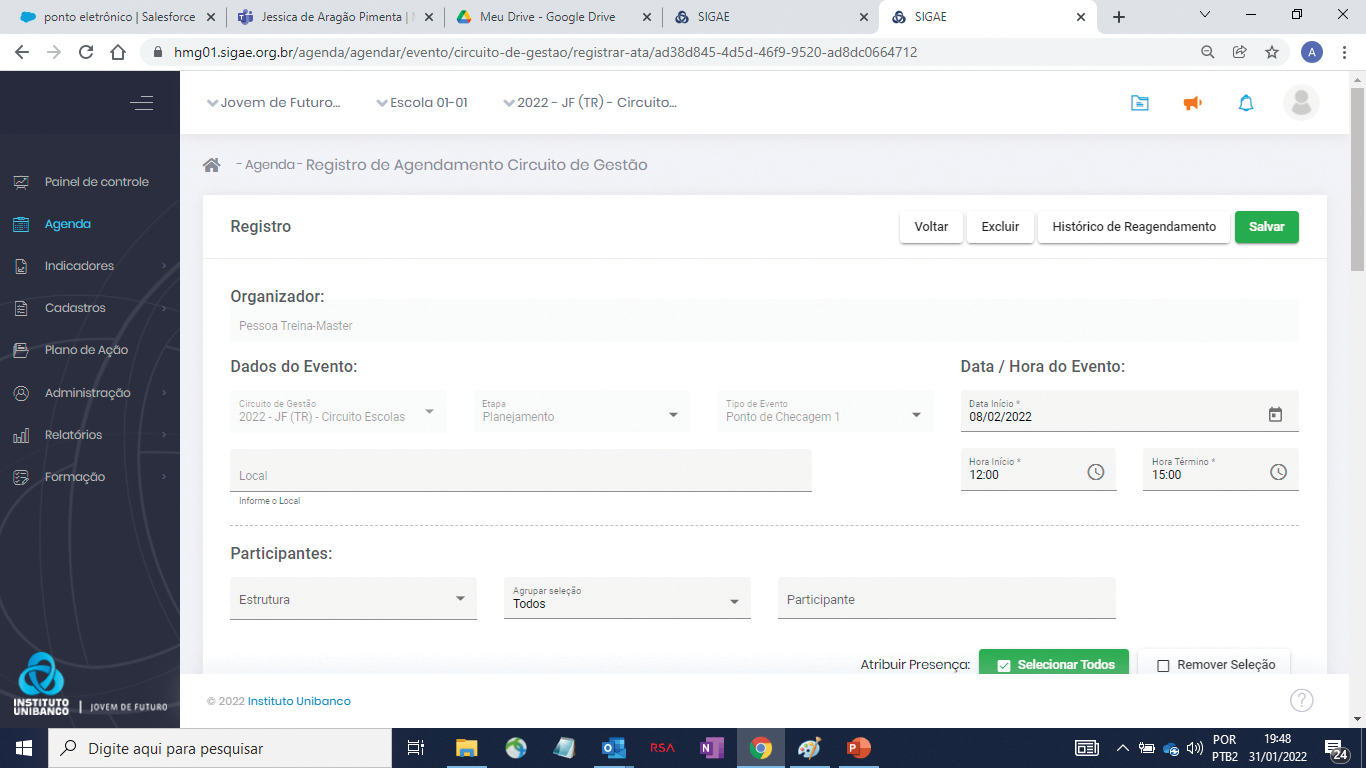 ponto eletrônico | Salesforce
Jessica de Aragão Pimenta |
Meu Drive - Google Drive
SIGAE
SIGAE
hmg01.sigae.org.br/agenda/agendar/evento/circuito-de-gestao/registrar-ata/ad38d845-4d5d-46f9-9520-ad8dc0664712
A
Jovem de Futuro...
Escola 01-01
2022 - JF (TR) - Circuito...
- Agenda - Registro de Agendamento Circuito de Gestão
Painel de controle
Agenda
Indicadores
Cadastros
Plano de Ação
Administração
Relatórios
Formação
INSTITUTO
UNIBANCO | JOVEM DE FUTURO
Registro
Voltar
Excluir
Histórico de Reagendamento
Salvar
Organizador:
Pessoa Treina-Master
Dados do Evento:
Data / Hora do Evento:
Circuito de Gestão
2022 - JF (TR) - Circuito Escolas
Etapa
Planejamento
Tipo de Evento
Ponto de Checagem 1
Data Início *
08/02/2022
Local
Informe o Local
Hora Início *
12:00
Hora Término *
15:00
Participantes:
Estrutura
Agrupar seleção
Todos
Participante
Atribuir Presença:
Selecionar Todos
Remover Seleção
© 2022 Instituto Unibanco
?
Digite aqui para pesquisar
RSA
POR
PTB2
19:48
31/01/2022
24